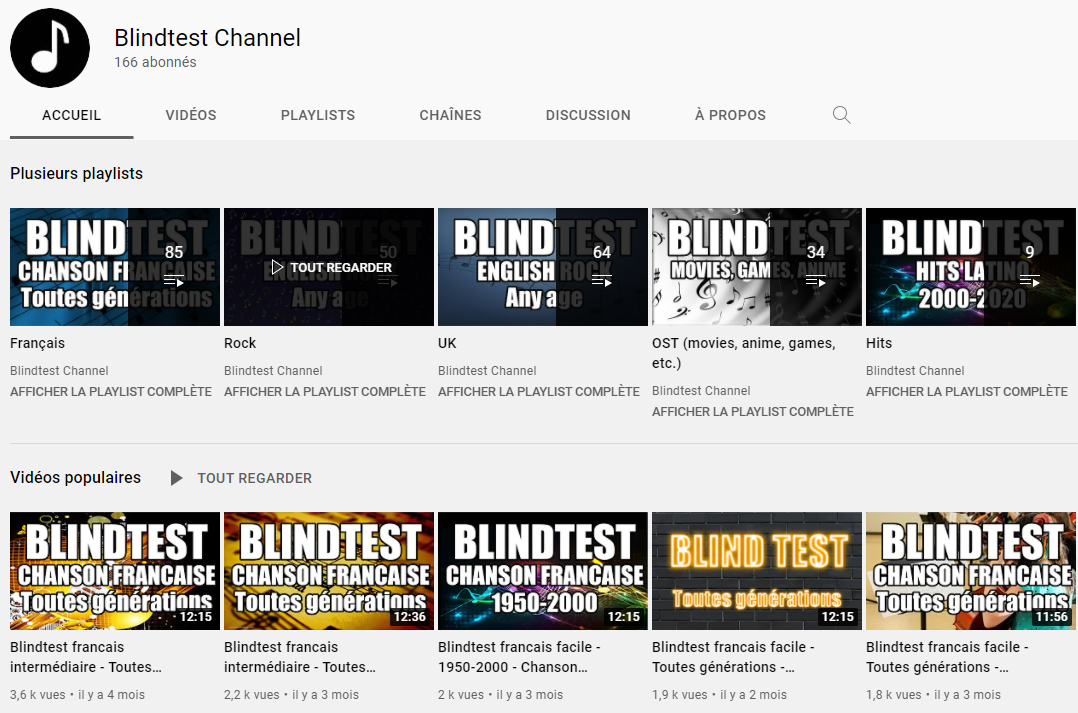 Blindtest Channel
166 abonnés
ACCUEIL VIDÉOS PLAYLISTS CHAÎNES DISCUSSION À PROPOS
Plusieurs playlists
BLINDTEST
CHANSON FRANCAISE
Toutes générations
85
BLINDTEST
50
TOUT REGARDER
Any age
BLINDTEST
ENGLISH ROCK
Any age
64
BLINDTEST
MOVIES, GAMES, ANIME
34
BLINDTEST
HITS LATINE
2000-2020
9
Français
Blindtest Channel
AFFICHER LA PLAYLIST COMPLÈTE
Rock
Blindtest Channel
AFFICHER LA PLAYLIST COMPLÈTE
UK
Blindtest Channel
AFFICHER LA PLAYLIST COMPLÈTE
OST (movies, anime, games,
etc.)
Blindtest Channel
AFFICHER LA PLAYLIST COMPLÈTE
Hits
Blindtest Channel
AFFICHER LA PLAYLIST COMPLÈTE
Vidéos populaires TOUT REGARDER
BLINDTEST
CHANSON FRANCAISE
Toutes générations
12:15
Blindtest francais
intermédiaire - Toutes...
3,6 k vues • il y a 4 mois
BLINDTEST
CHANSON FRANCAISE
Toutes générations
12:36
Blindtest francais
intermédiaire - Toutes...
2,2 k vues • il y a 3 mois
BLINDTEST
CHANSON FRANCAISE
1950-2000
12:15
Blindtest francais facile -
1950-2000 - Chanson...
2 k vues • il y a 3 mois
BLIND TEST
Toutes générations
12:15
Blindtest francais facile -
Toutes générations -...
1,9 k vues • il y a 2 mois
BLINDTEST
CHANSON FRANCAISE
Toutes générations
11:56
Blindtest francais facile -
Toutes générations -...
1,8 k vues • il y a 3 mois